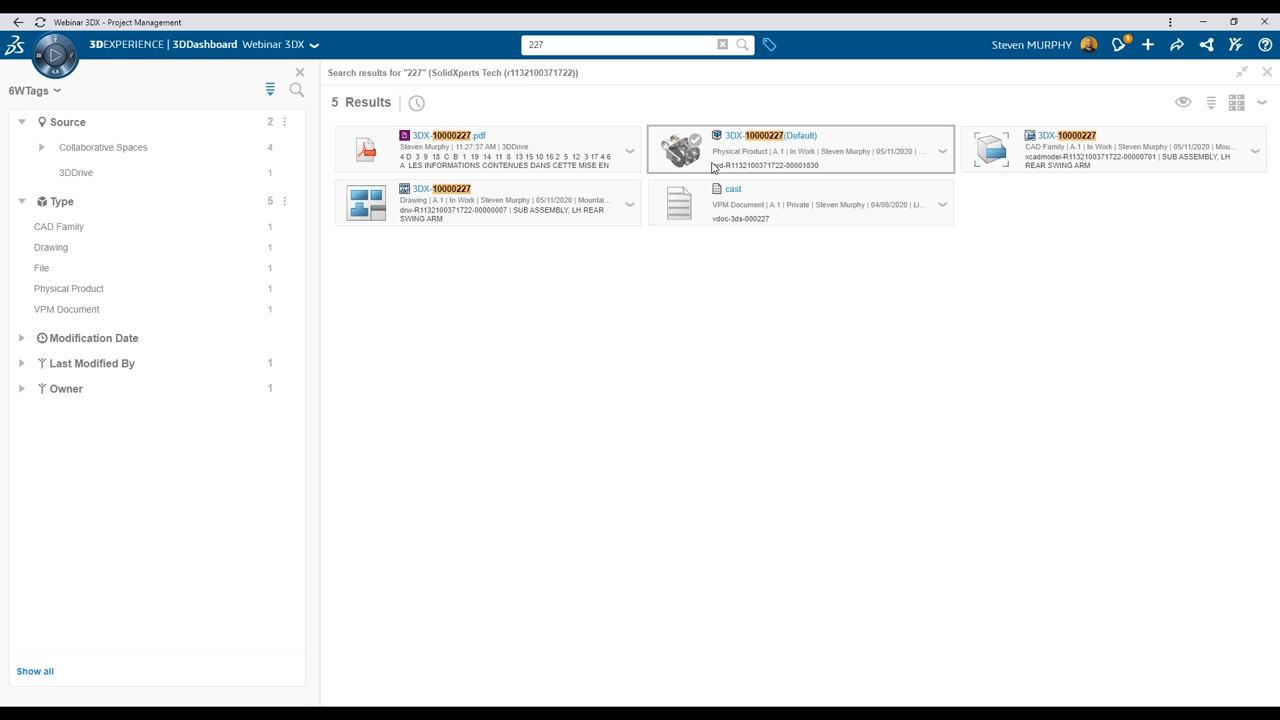 Webinar 3DX - Project Management
3DEXPERIENCE | 3DDashboard Webinar 3DX
227
Steven MURPHY
1
6WTags
Search results for "227" (SolidXperts Tech (r1132100371722))
5 Results
Source 2
Collaborative Spaces 4
3DDrive 1
Type 5
CAD Family 1
Drawing 1
File 1
Physical Product 1
VPM Document 1
Modification Date
Last Modified By 1
Owner 1
Show all
3DX-10000227.pdf
Steven Murphy | 11:27:37 AM | 3DDrive
4 D 3 9 18 C B 1 19 14 11 8 13 15 10 16 2 5 12 3 17 4 6
A LES INFORMATIONS CONTENUES DANS CETTE MISE EN
3DX-10000227(Default)
Physical Product | A.1 | In Work | Steven Murphy | 05/11/2020 | ...
rd-R1132100371722-00001830
3DX-10000227
CAD Family | A.1 | In Work | Steven Murphy | 05/11/2020 | Mou...
xcadmodel-R1132100371722-00000701 | SUB ASSEMBLY, LH
REAR SWING ARM
3DX-10000227
Drawing | A.1 | In Work | Steven Murphy | 05/11/2020 | Mountai...
drw-R1132100371722-00000007 | SUB ASSEMBLY, LH REAR
SWING ARM
cast
VPM Document | A.1 | Private | Steven Murphy | 04/08/2020 | Li...
vdoc-3ds-000227